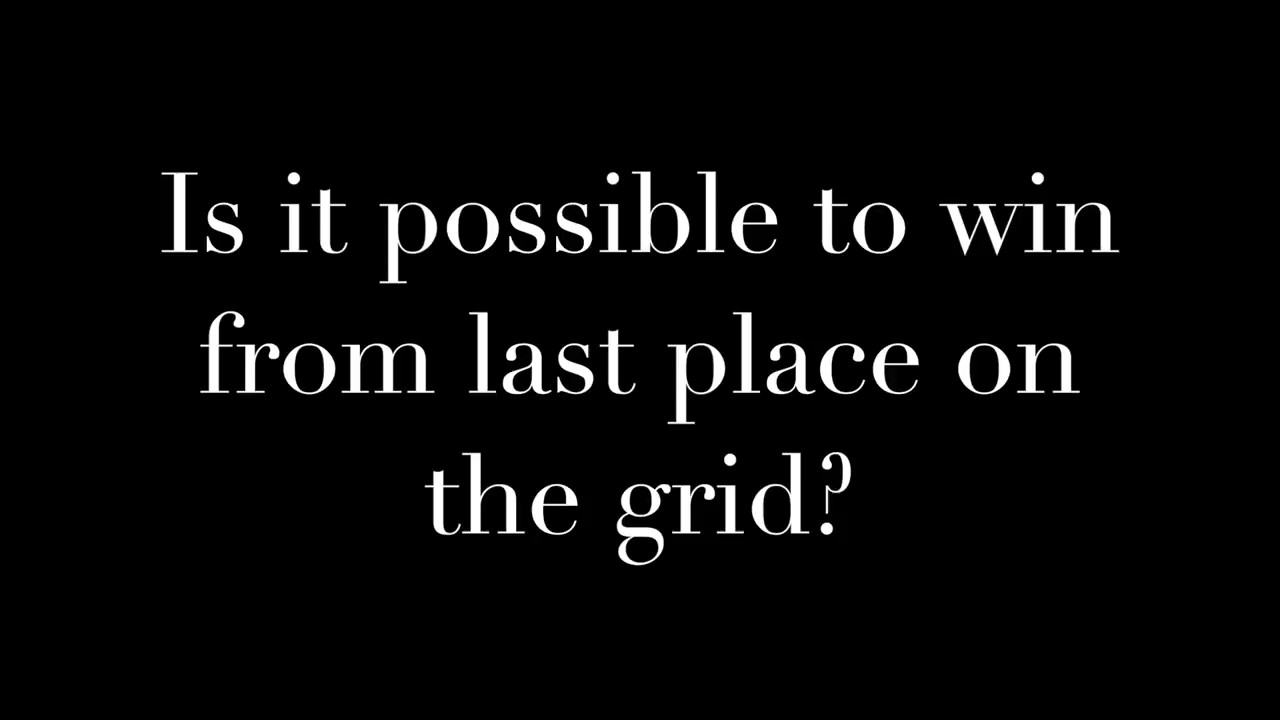 Is it possible to win
from last place on
the grid?